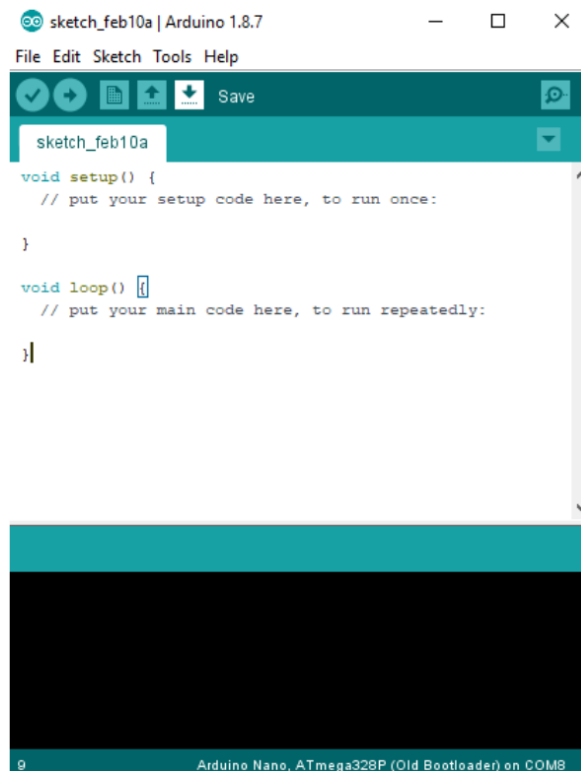 sketch_feb10a | Arduino 1.8.7
File Edit Sketch Tools Help
Save
sketch_feb10a
void setup() {
  // put your setup code here, to run once:
}
void loop() {
  // put your main code here, to run repeatedly:
}
9 Arduino Nano, ATmega328P (Old Bootloader) on COM8